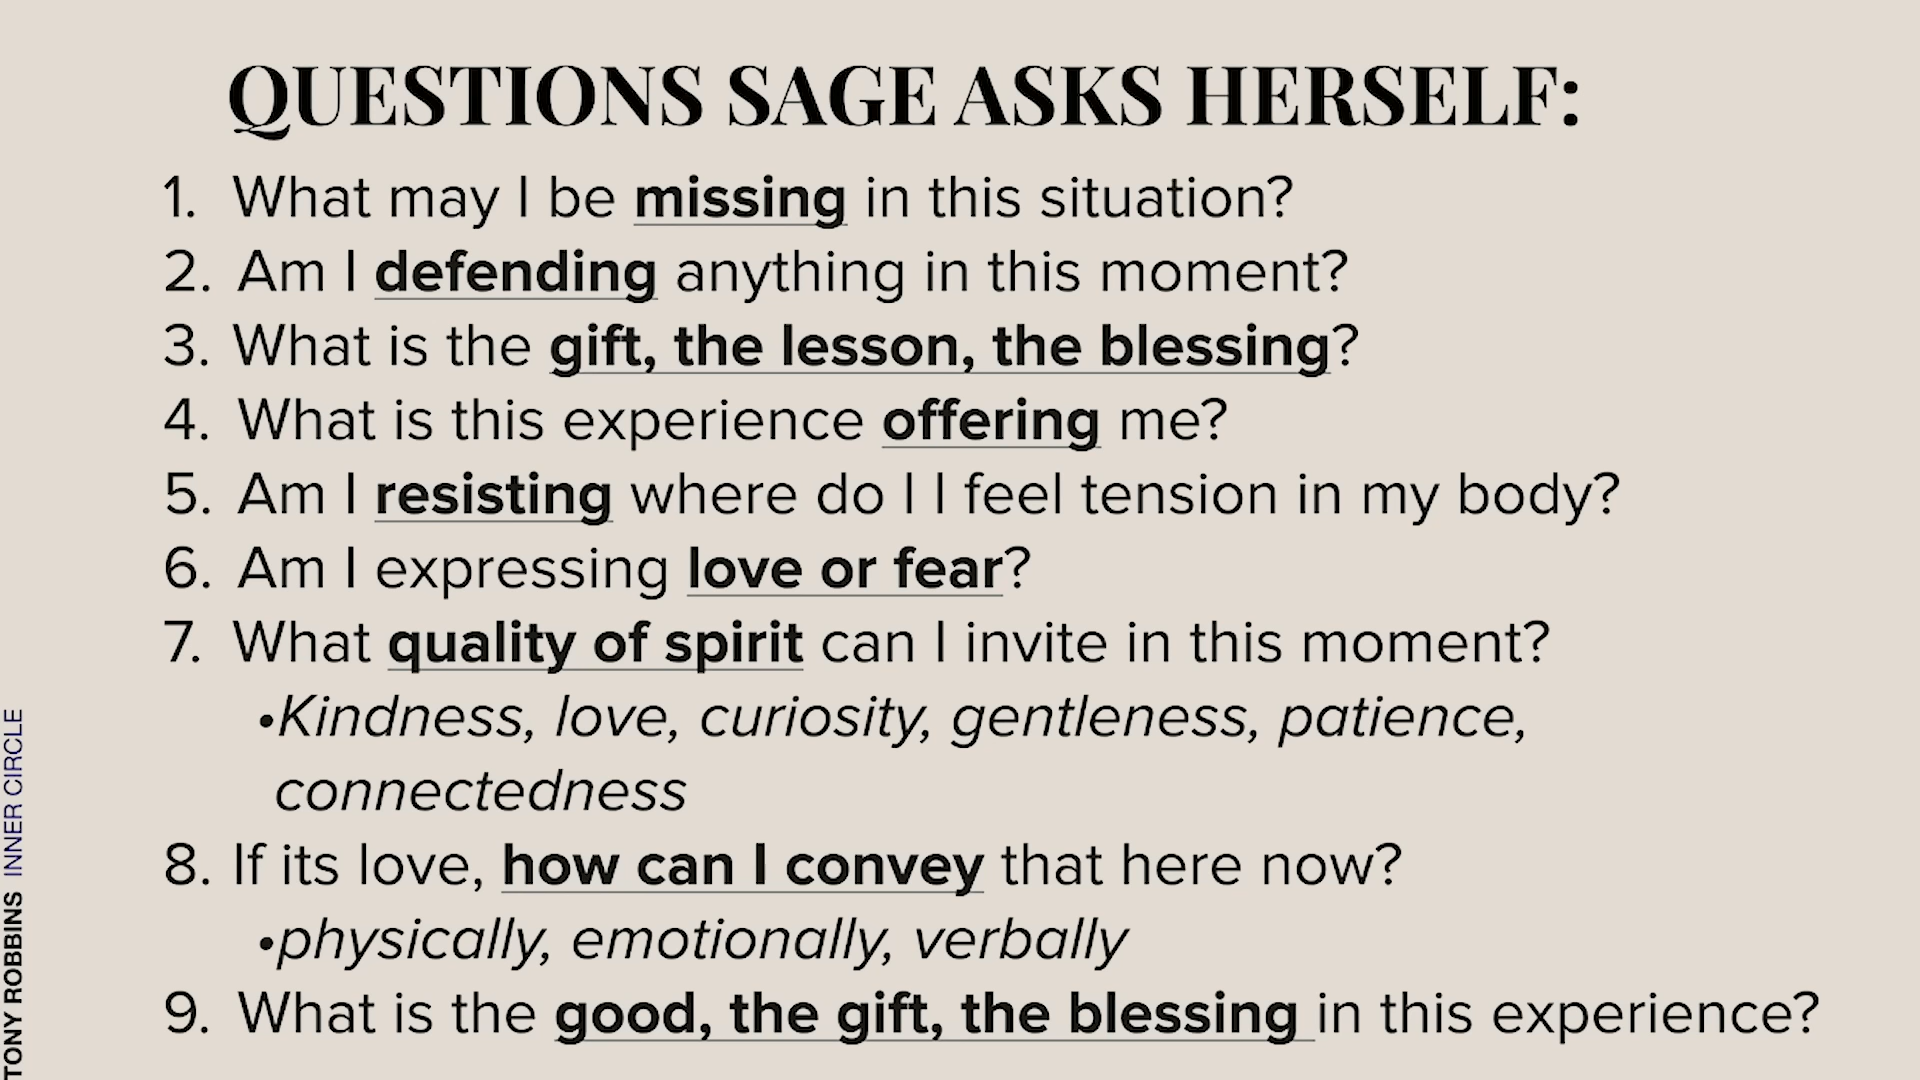 QUESTIONS SAGE ASKS HERSELF:
1. What may I be missing in this situation?
2. Am I defending anything in this moment?
3. What is the gift, the lesson, the blessing?
4. What is this experience offering me?
5. Am I resisting where do I I feel tension in my body?
6. Am I expressing love or fear?
7. What quality of spirit can I invite in this moment?
•Kindness, love, curiosity, gentleness, patience,
connectedness
8. If its love, how can I convey that here now?
•physically, emotionally, verbally
9. What is the good, the gift, the blessing in this experience?
TONY ROBBINS INNER CIRCLE